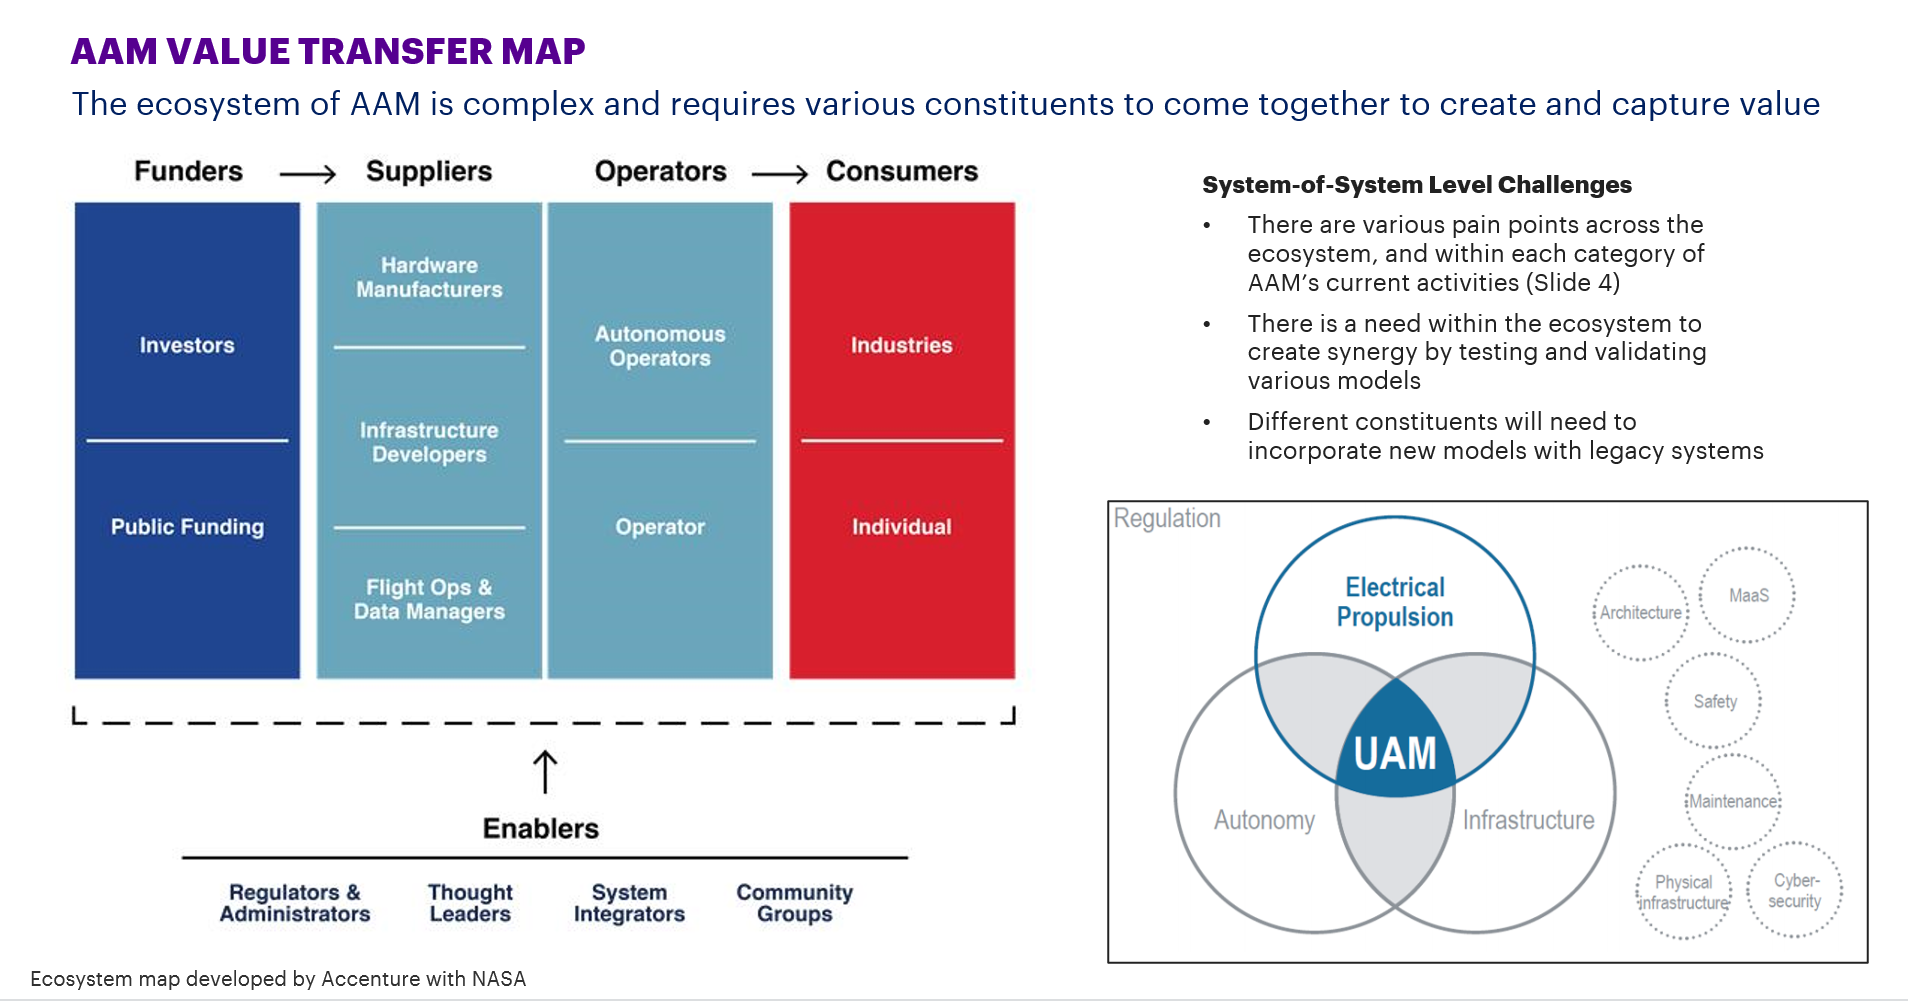 AAM VALUE TRANSFER MAP
The ecosystem of AAM is complex and requires various constituents to come together to create and capture value
Funders → Suppliers
Operators → Consumers
Investors
Public Funding
Hardware
Manufacturers
Infrastructure
Developers
Flight Ops &
Data Managers
Autonomous
Operators
Operator
Industries
Individual
Enablers
Regulators &
Administrators
Thought
Leaders
System
Integrators
Community
Groups
System-of-System Level Challenges
• There are various pain points across the
ecosystem, and within each category of
AAM’s current activities (Slide 4)
• There is a need within the ecosystem to
create synergy by testing and validating
various models
• Different constituents will need to
incorporate new models with legacy systems
Regulation
Electrical
Propulsion
UAM
Autonomy
Infrastructure
Architecture
MaaS
Safety
Maintenance
Physical
infrastructure
Cyber-
security
Ecosystem map developed by Accenture with NASA